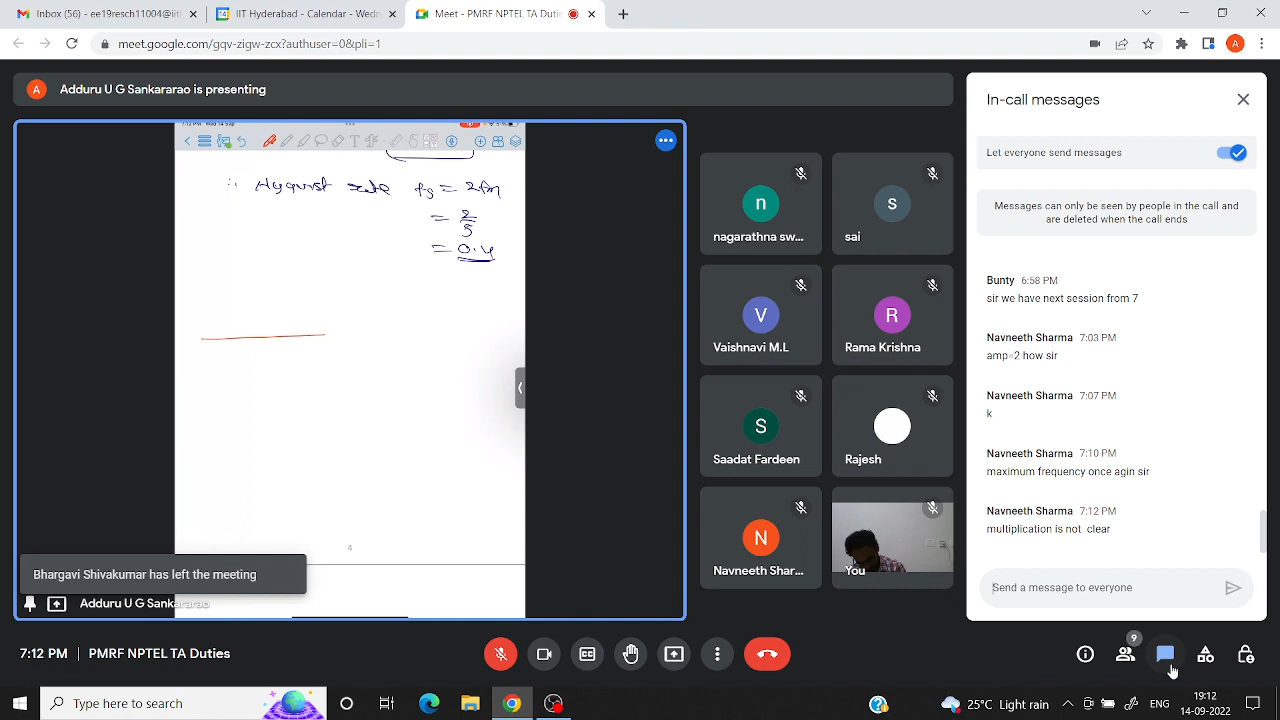 Inbox (56) - ee19resch11004@iith
IIT Hyderabad - Calendar - Wedn
Meet - PMRF NPTEL TA Dutie
meet.google.com/gqv-zigw-zcx?authuser=0&pli=1
A
A
Adduru U G Sankararao is presenting
∴ Nyquist rate fs = 2fm
= 2/5
= 0.4
4
Bhargavi Shivakumar has left the meeting
Adduru U G Sankararao
n
nagarathna sw...
s
sai
V
Vaishnavi M.L
R
Rama Krishna
S
Saadat Fardeen
Rajesh
N
Navneeth Shar...
You
In-call messages
Let everyone send messages
Messages can only be seen by people in the call and
are deleted when the call ends
Bunty 6:58 PM
sir we have next session from 7
Navneeth Sharma 7:03 PM
amp=2 how sir
Navneeth Sharma 7:07 PM
k
Navneeth Sharma 7:10 PM
maximum frequency once agin sir
Navneeth Sharma 7:12 PM
multiplication is not clear
Send a message to everyone
7:12 PM | PMRF NPTEL TA Duties
9
Type here to search
25°C Light rain
ENG
19:12
14-09-2022